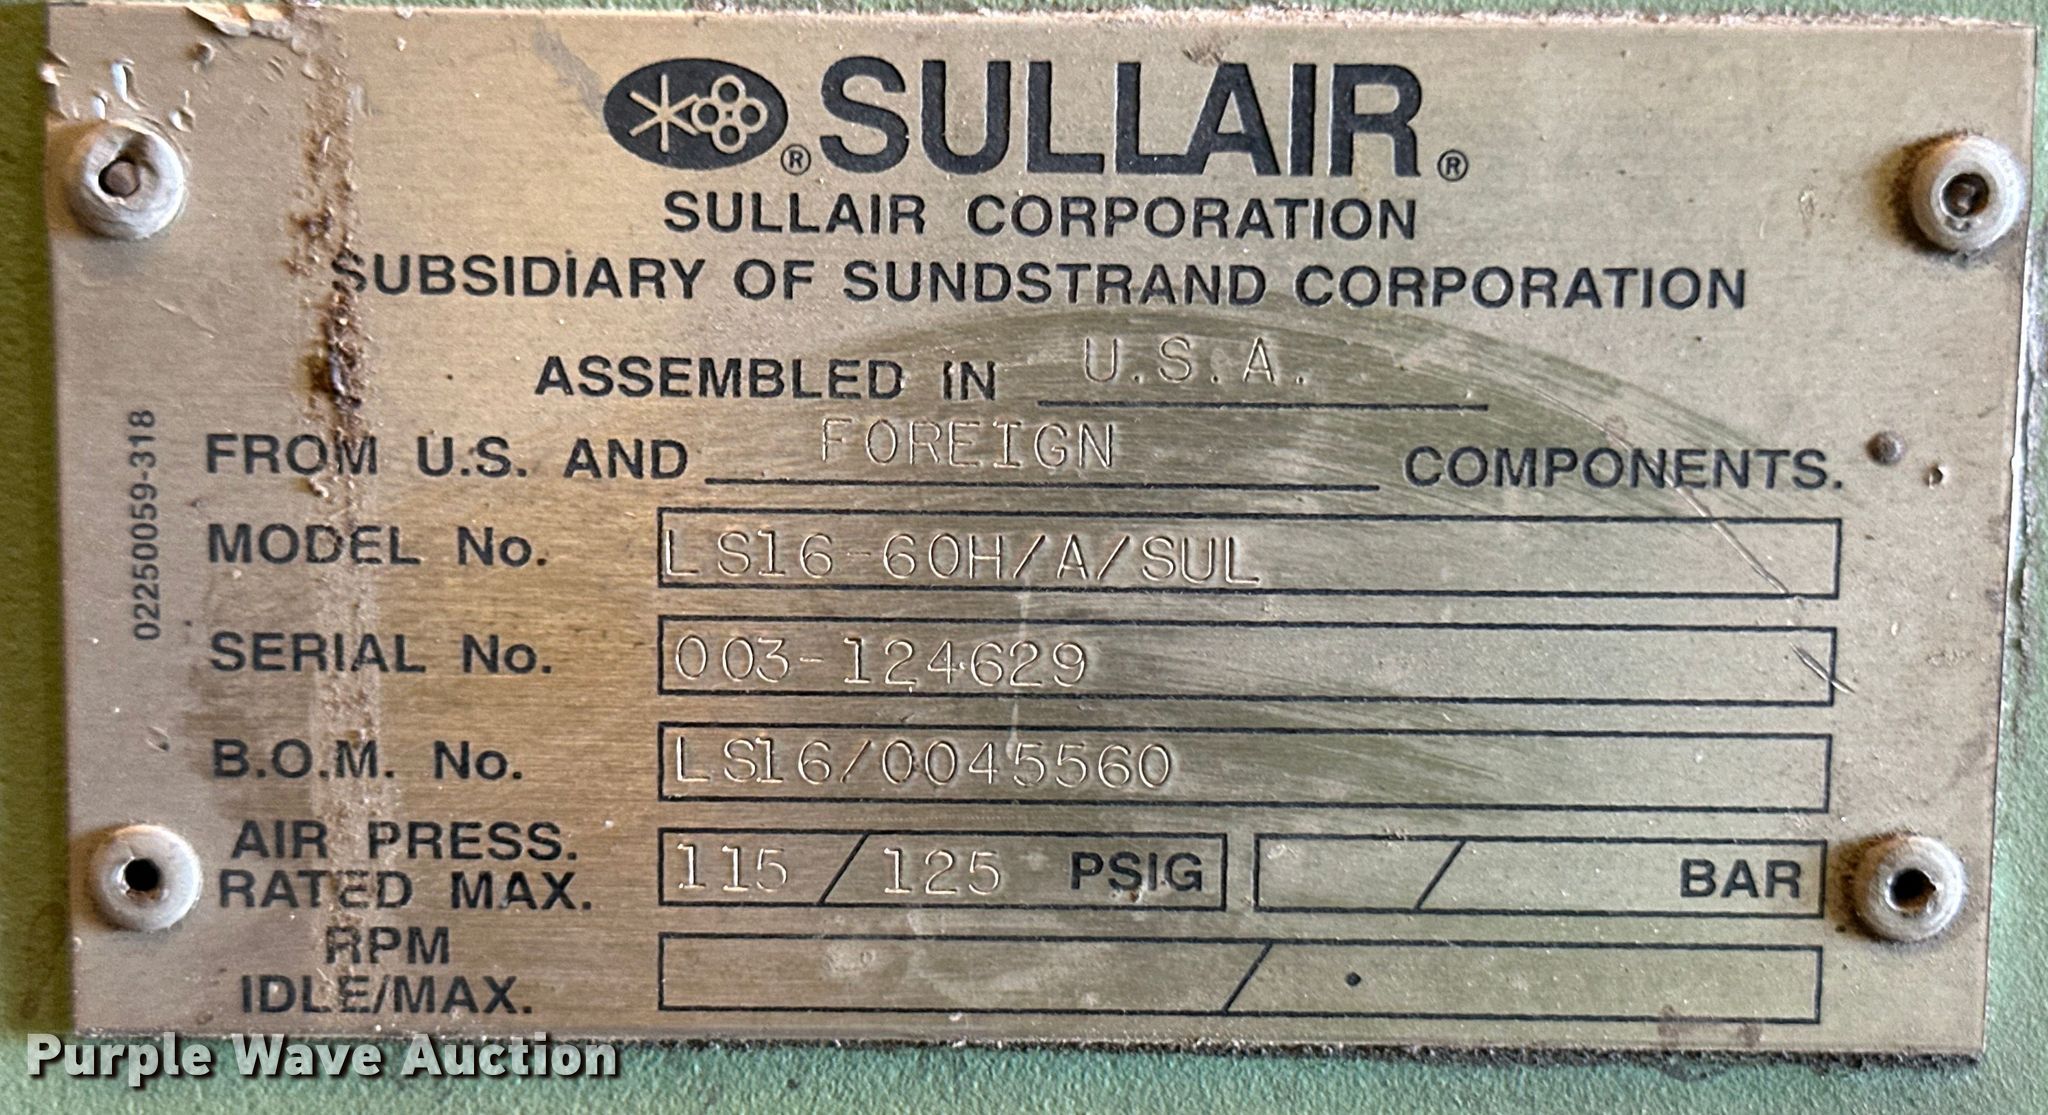 ® SULLAIR ®
SULLAIR CORPORATION
SUBSIDIARY OF SUNDSTRAND CORPORATION
ASSEMBLED IN U.S.A.
FROM U.S. AND FOREIGN COMPONENTS.
MODEL No. LS16-60H/A/SUL
SERIAL No. 003-124629
B.O.M. No. LS16/0045560
AIR PRESS.
RATED MAX. 115 / 125 PSIG / BAR
RPM
IDLE/MAX. /
02250059-318
Purple Wave Auction